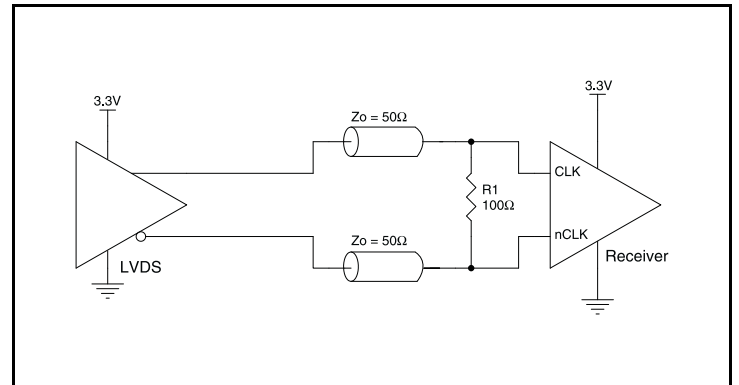 3.3V
3.3V
Zo = 50Ω
CLK
R1
100Ω
nCLK
Zo = 50Ω
LVDS
Receiver